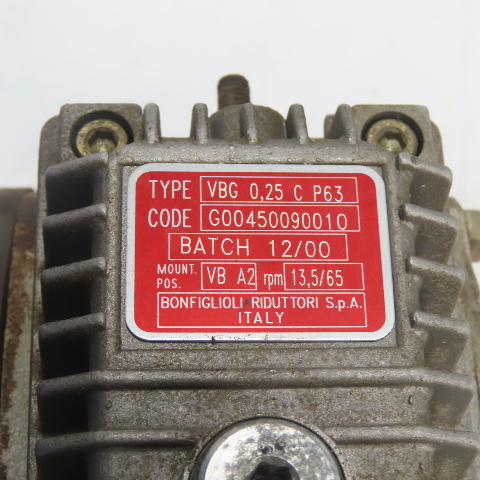 TYPE VBG 0,25 C P63
CODE G00450090010
BATCH 12/00
MOUNT. POS. VB A2 rpm 13,5/65
BONFIGLIOLI RIDUTTORI S.p.A.
ITALY